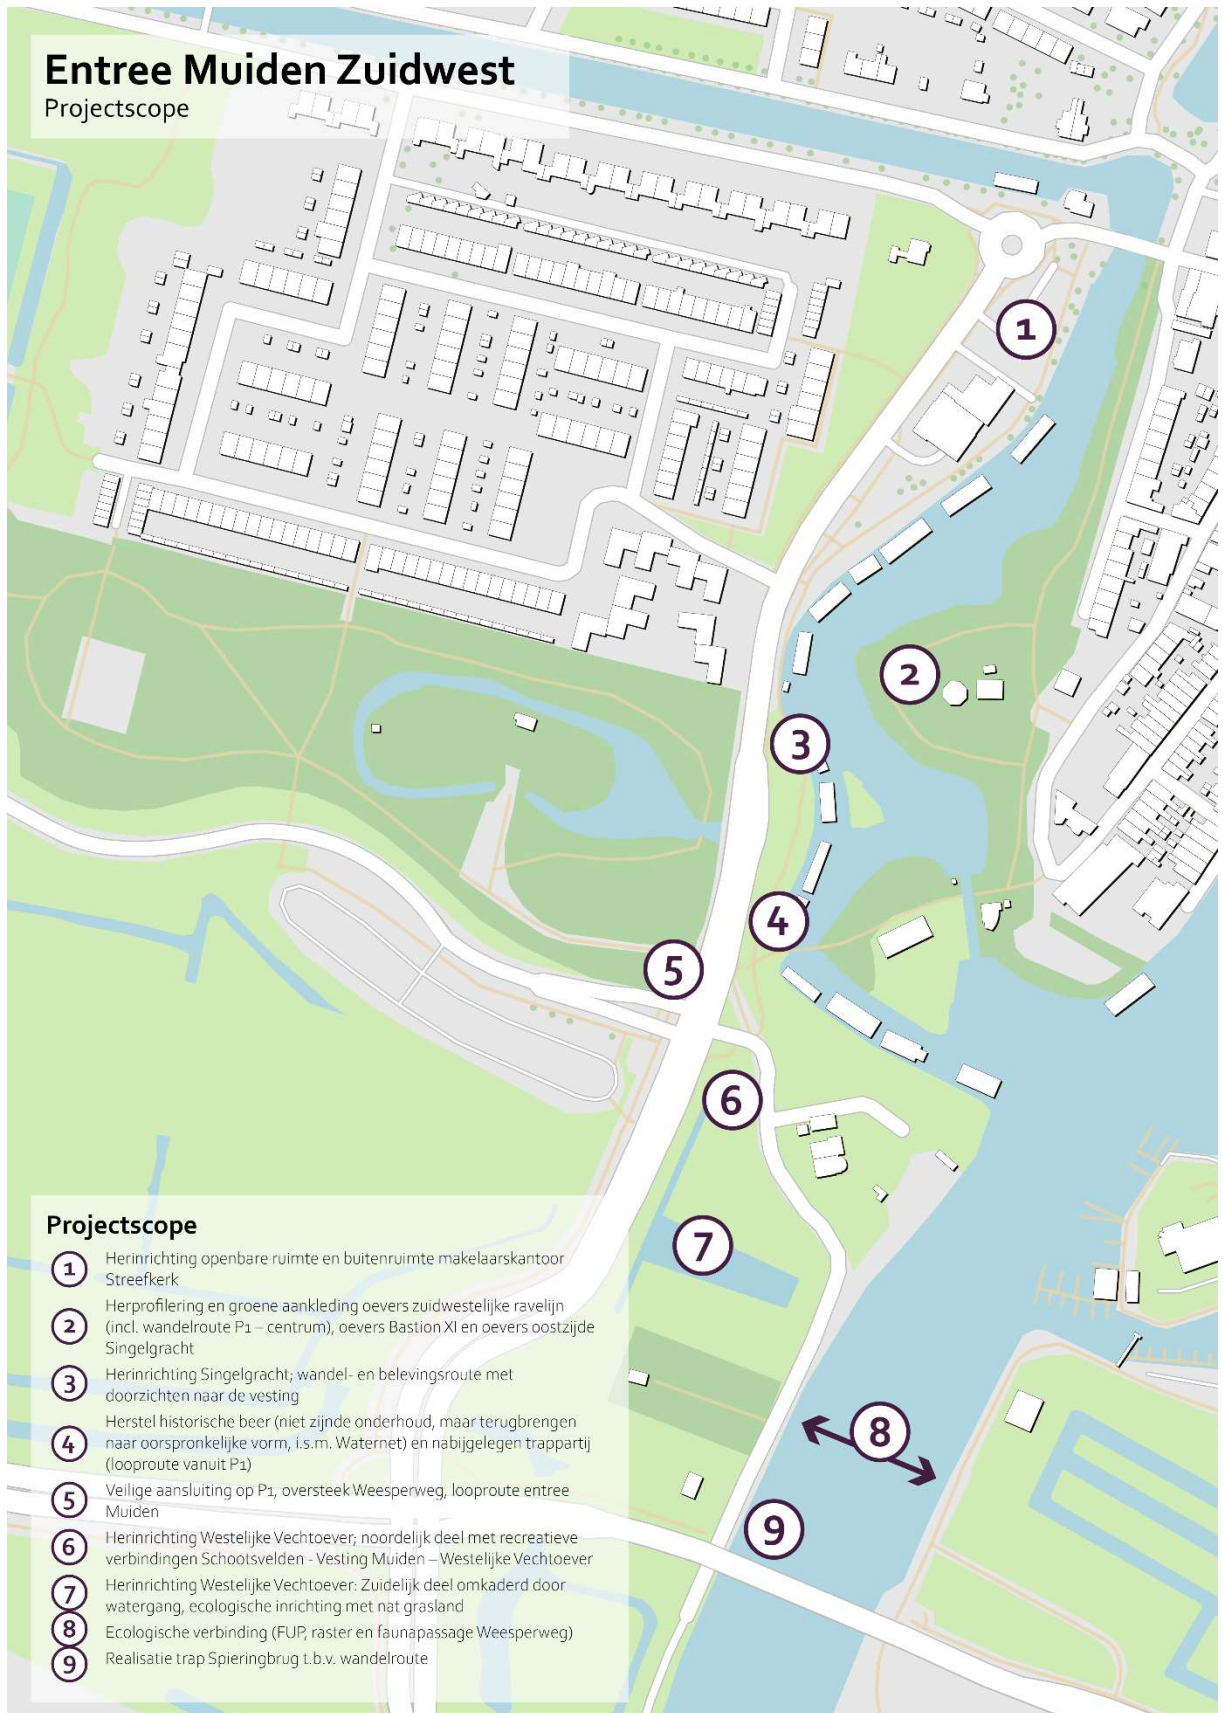 Entree Muiden Zuidwest
Projectscope
1
2
3
4
5
6
7
8
9
Projectscope
1 Herinrichting openbare ruimte en buitenruimte makelaarskantoor
Streefkerk
2 Herprofilering en groene aankleding oevers zuidwestelijke ravelijn
(incl. wandelroute P1 – centrum), oevers Bastion XI en oevers oostzijde
Singelgracht
3 Herinrichting Singelgracht; wandel- en belevingsroute met
doorzichten naar de vesting
4 Herstel historische beer (niet zijnde onderhoud, maar terugbrengen
naar oorspronkelijke vorm, i.s.m. Waternet) en nabijgelegen trappartij
(looproute vanuit P1)
5 Veilige aansluiting op P1, oversteek Weesperweg, looproute entree
Muiden
6 Herinrichting Westelijke Vechtoever; noordelijk deel met recreatieve
verbindingen Schootsvelden - Vesting Muiden – Westelijke Vechtoever
7 Herinrichting Westelijke Vechtoever: Zuidelijk deel omkaderd door
watergang, ecologische inrichting met nat grasland
8 Ecologische verbinding (FUP, raster en faunapassage Weesperweg)
9 Realisatie trap Spieringbrug t.b.v. wandelroute